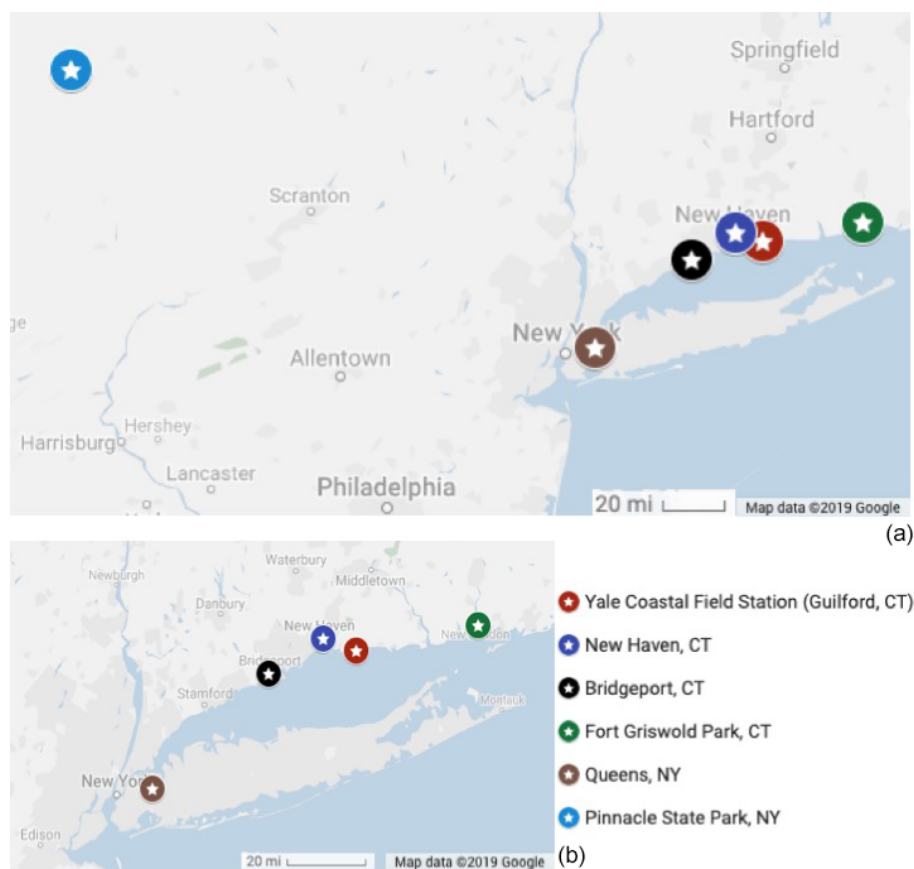 Springfield
Hartford
Scranton
New Haven
New York
Allentown
Hershey
Harrisburg
Lancaster
Philadelphia
20 mi
Map data ©2019 Google
(a)
Newburgh
Waterbury
Middletown
Danbury
New Haven
Bridgeport
Stamford
Montauk
New York
Edison
20 mi
Map data ©2019 Google
(b)
Yale Coastal Field Station (Guilford, CT)
New Haven, CT
Bridgeport, CT
Fort Griswold Park, CT
Queens, NY
Pinnacle State Park, NY